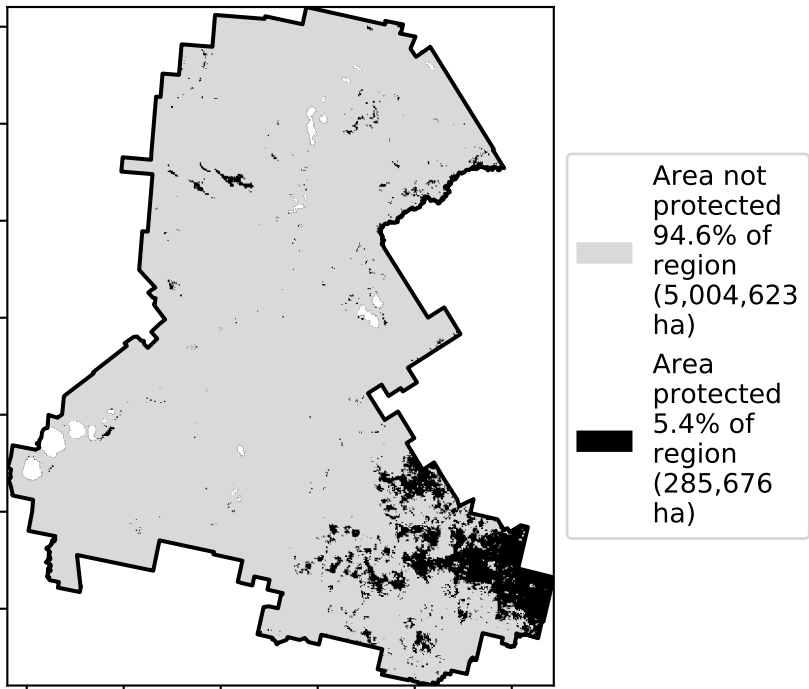 Area not
protected
94.6% of
region
(5,004,623
ha)
Area
protected
5.4% of
region
(285,676
ha)